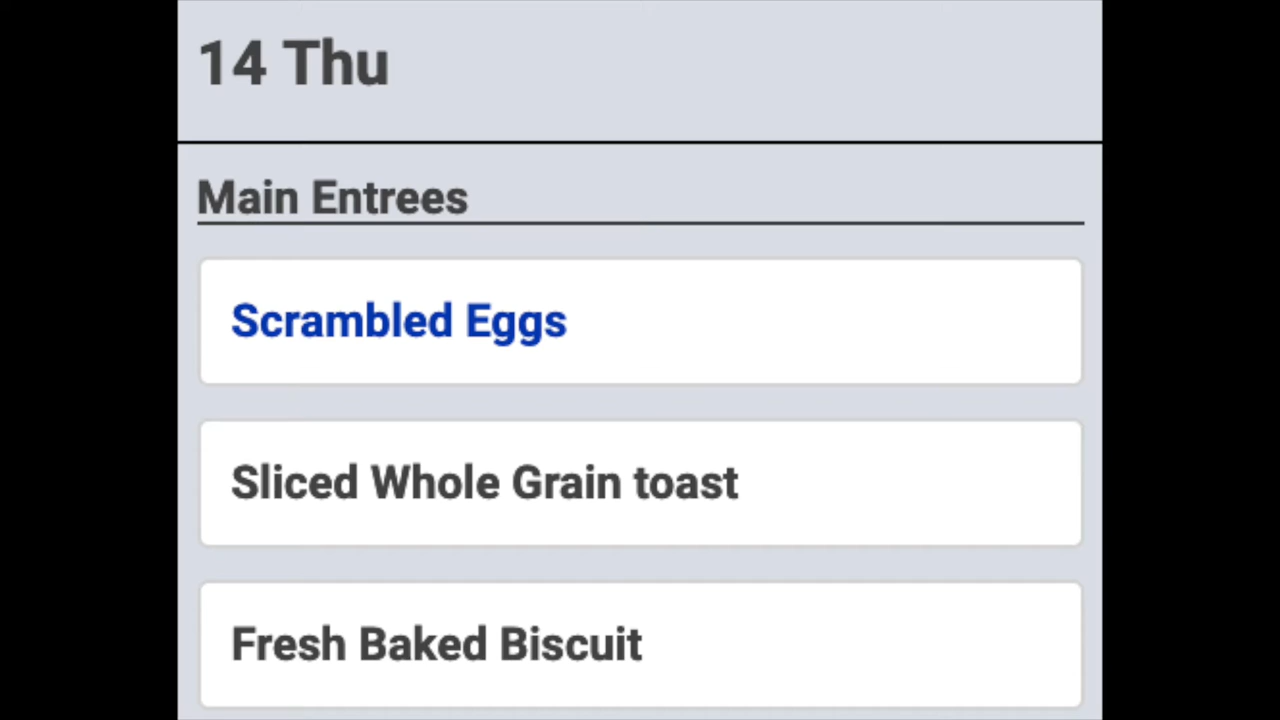 14 Thu
Main Entrees
Scrambled Eggs
Sliced Whole Grain toast
Fresh Baked Biscuit